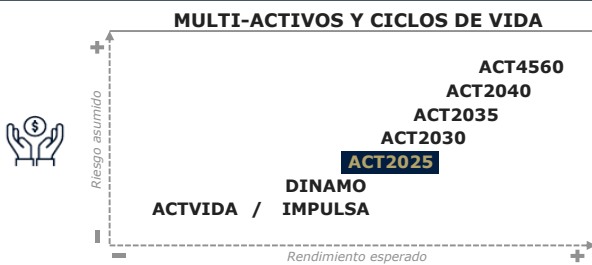 MULTI-ACTIVOS Y CICLOS DE VIDA
ACT4560
ACT2040
ACT2035
ACT2030
ACT2025
DINAMO
ACTVIDA / IMPULSA
Riesgo asumido
Rendimiento esperado